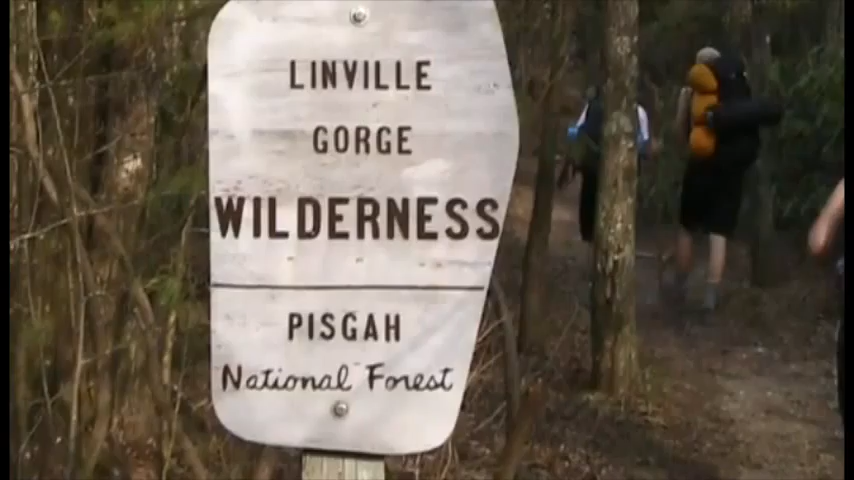 LINVILLE
GORGE
WILDERNESS
PISGAH
National Forest